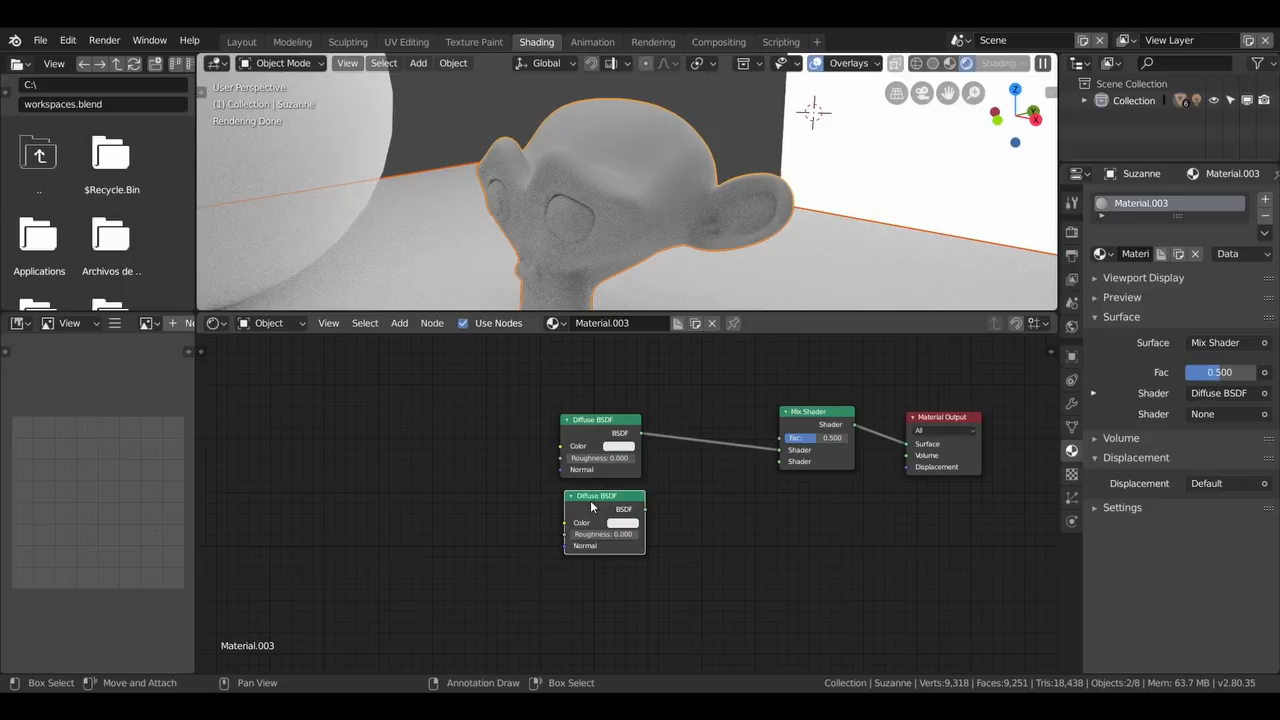 File Edit Render Window Help Layout Modeling Sculpting UV Editing Texture Paint Shading Animation Rendering Compositing Scripting + Scene View Layer
View Object Mode View Select Add Object Global Overlays Shading
C:\
workspaces.blend
User Perspective
(1) Collection | Suzanne
Rendering Done
Z
Y
X
Scene Collection
Collection
6
8
Suzanne Material.003
..
$Recycle.Bin
Material.003
Materi Data
Applications
Archivos de ..
Viewport Display
Preview
Surface
View Ne Object View Select Add Node Use Nodes Material.003
Surface Mix Shader
Fac 0.500
Shader Diffuse BSDF
Shader None
Volume
Displacement
Displacement Default
Settings
Diffuse BSDF
BSDF
Color
Roughness: 0.000
Normal
Diffuse BSDF
BSDF
Color
Roughness: 0.000
Normal
Mix Shader
Shader
Fac: 0.500
Shader
Shader
Material Output
All
Surface
Volume
Displacement
Material.003
Box Select Move and Attach Pan View Annotation Draw Box Select Collection | Suzanne | Verts:9,318 | Faces:9,251 | Tris:18,438 | Objects:2/8 | Mem: 63.7 MB | v2.80.35